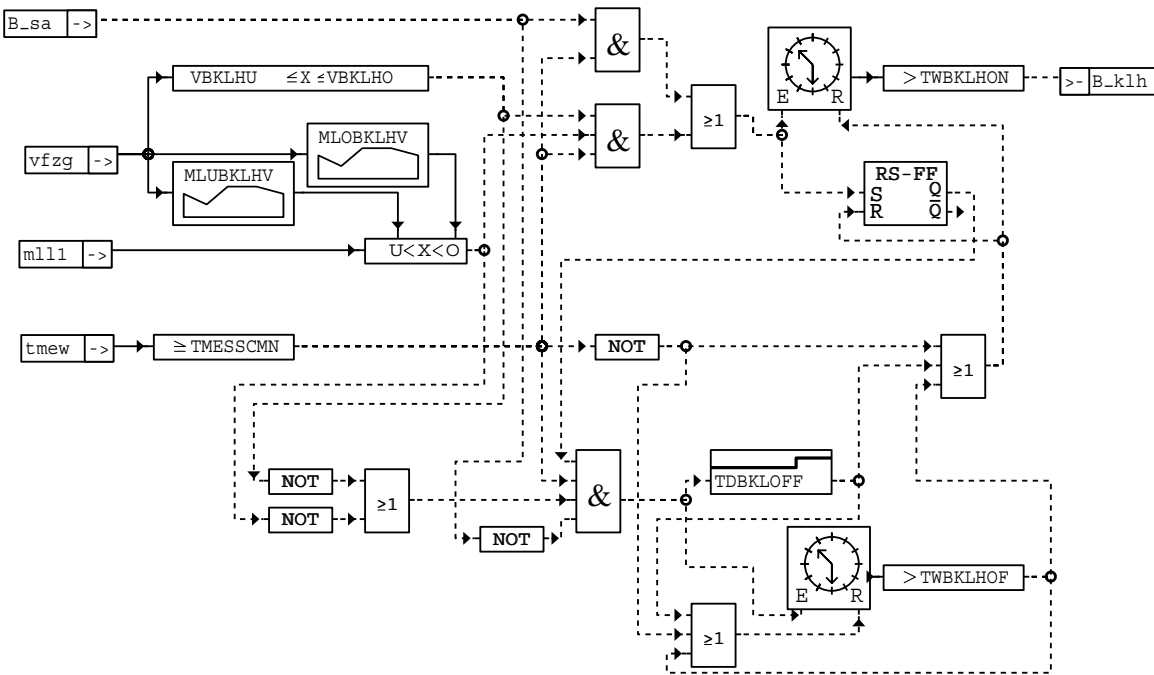 B_sa ->
&
VBKLHU ≤X≤VBKLHO
E R
>TWBKLHON
>- B_klh
≥1
&
MLOBKLHV
vfzg ->
MLUBKLHV
RS-FF
S Q
R Q̅
mll1 ->
U<X<O
tmew ->
≥TMESSCMN
NOT
≥1
NOT
≥1
NOT
&
TDBKLOFF
NOT
E R
>TWBKLHOF
≥1